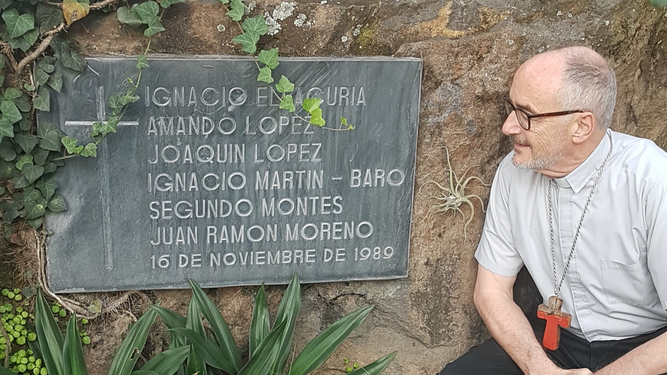 IGNACIO ELLACURIA
AMANDO LOPEZ
JOAQUIN LOPEZ
IGNACIO MARTIN - BARO
SEGUNDO MONTES
JUAN RAMON MORENO
16 DE NOVIEMBRE DE 1989